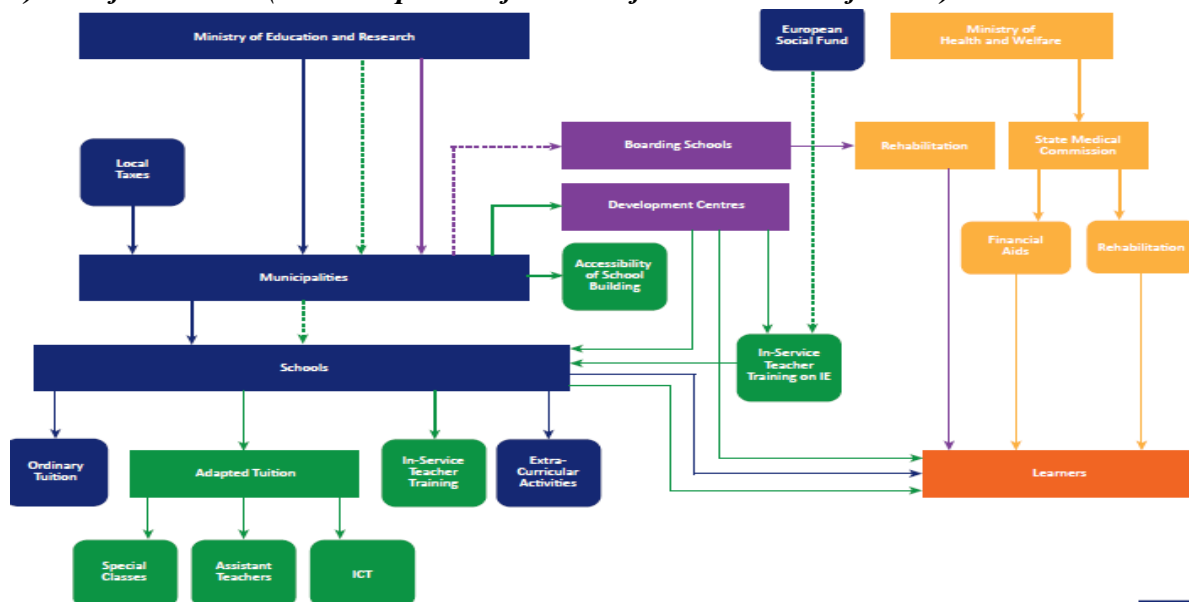 Ministry of Education and Research
European
Social Fund
Ministry of
Health and Welfare
Local
Taxes
Boarding Schools
Rehabilitation
State Medical
Commission
Development Centres
Financial
Aids
Rehabilitation
Municipalities
Accessibility
of School
Building
Schools
In-Service
Teacher
Training on IE
Ordinary
Tuition
Adapted Tuition
In-Service
Teacher
Training
Extra-
Curricular
Activities
Learners
Special
Classes
Assistant
Teachers
ICT